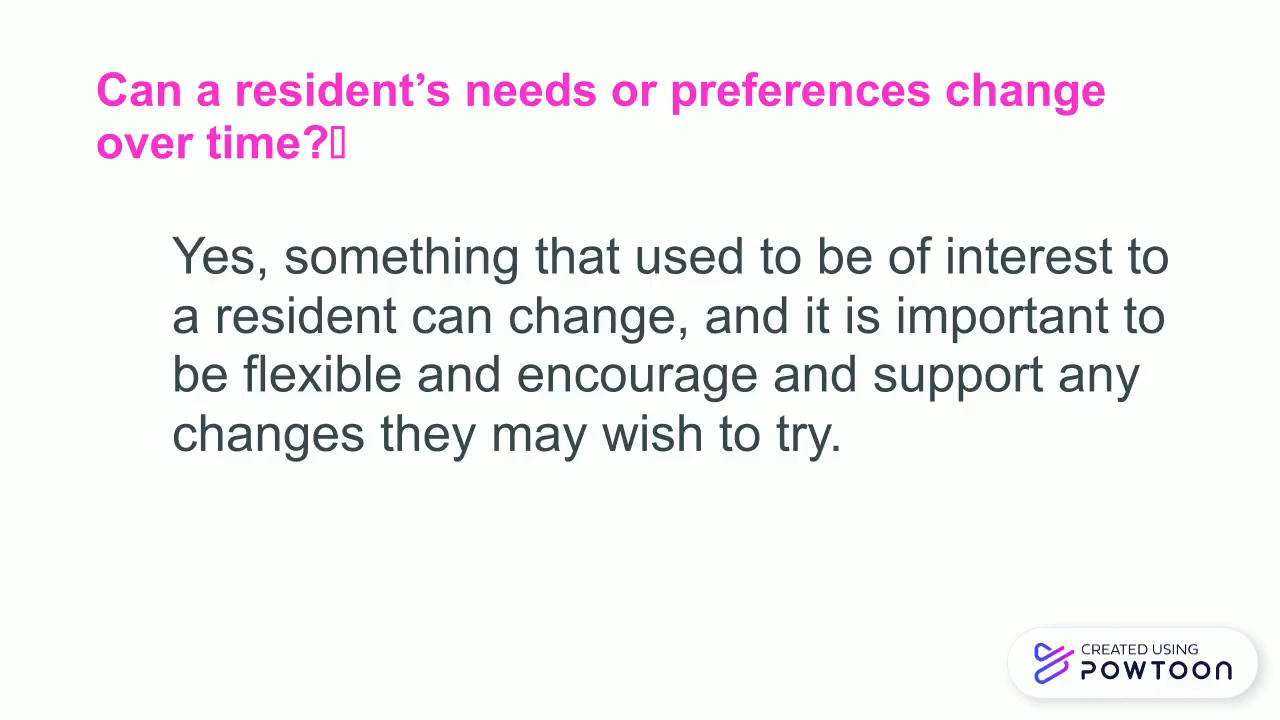 Can a resident’s needs or preferences change
over time?
Yes, something that used to be of interest to
a resident can change, and it is important to
be flexible and encourage and support any
changes they may wish to try.
CREATED USING
POWTOON